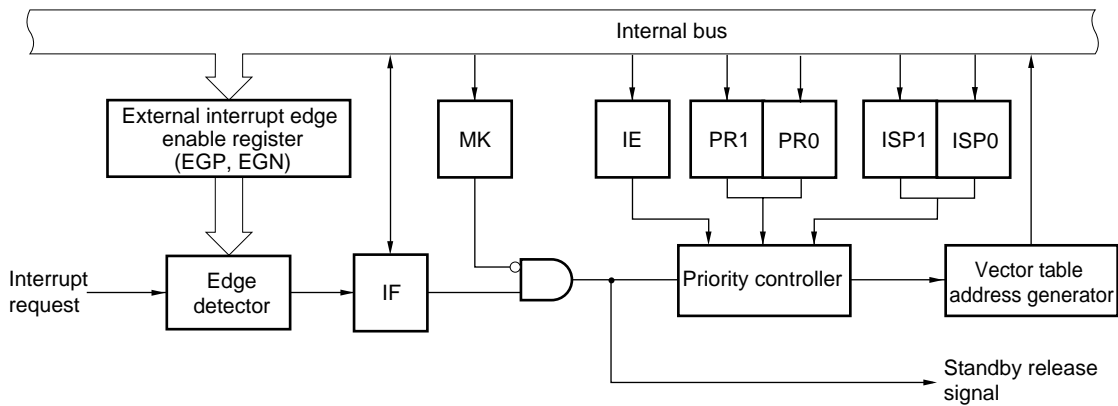 Internal bus
External interrupt edge
enable register
(EGP, EGN)
MK
IE
PR1
PR0
ISP1
ISP0
Interrupt
request
Edge
detector
IF
Priority controller
Vector table
address generator
Standby release
signal